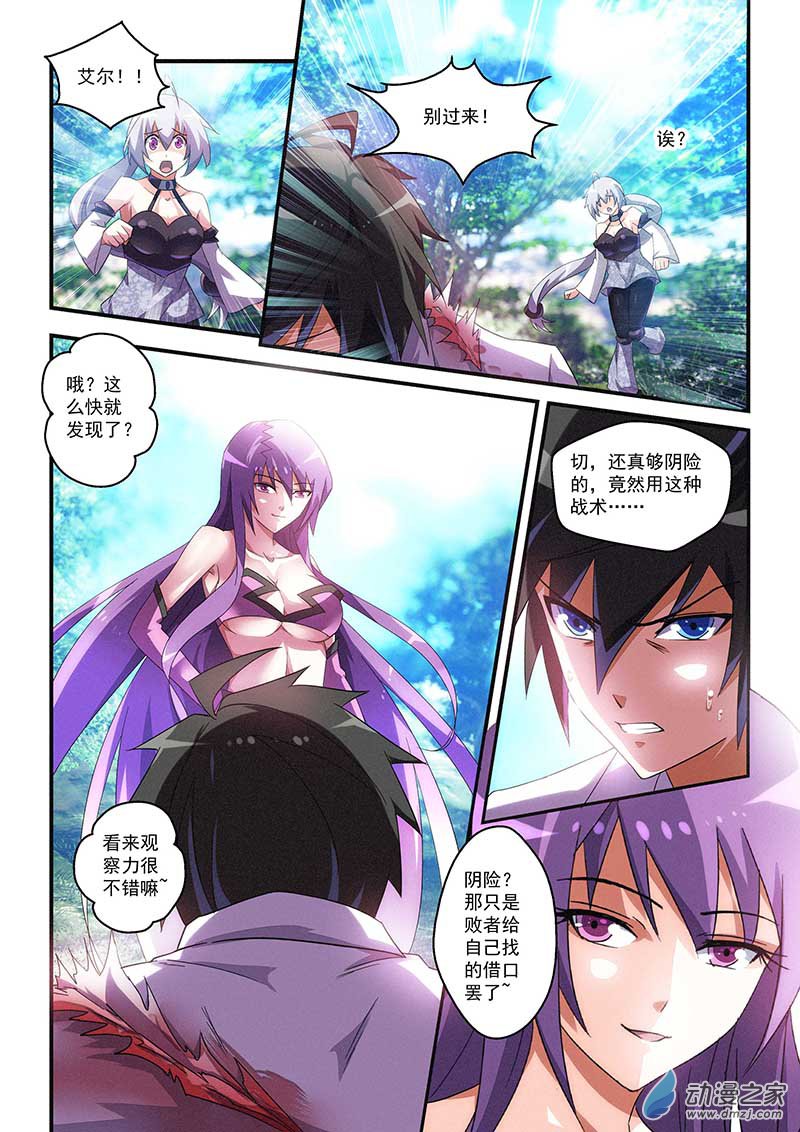 艾尔！！
别过来！
诶？
哦？这
么快就
发现了？
切，还真够阴险
的，竟然用这种
战术……
看来观
察力很
不错嘛~
阴险？
那只是
败者给
自己找
的借口
罢了~
动漫之家
www.dmzj.com